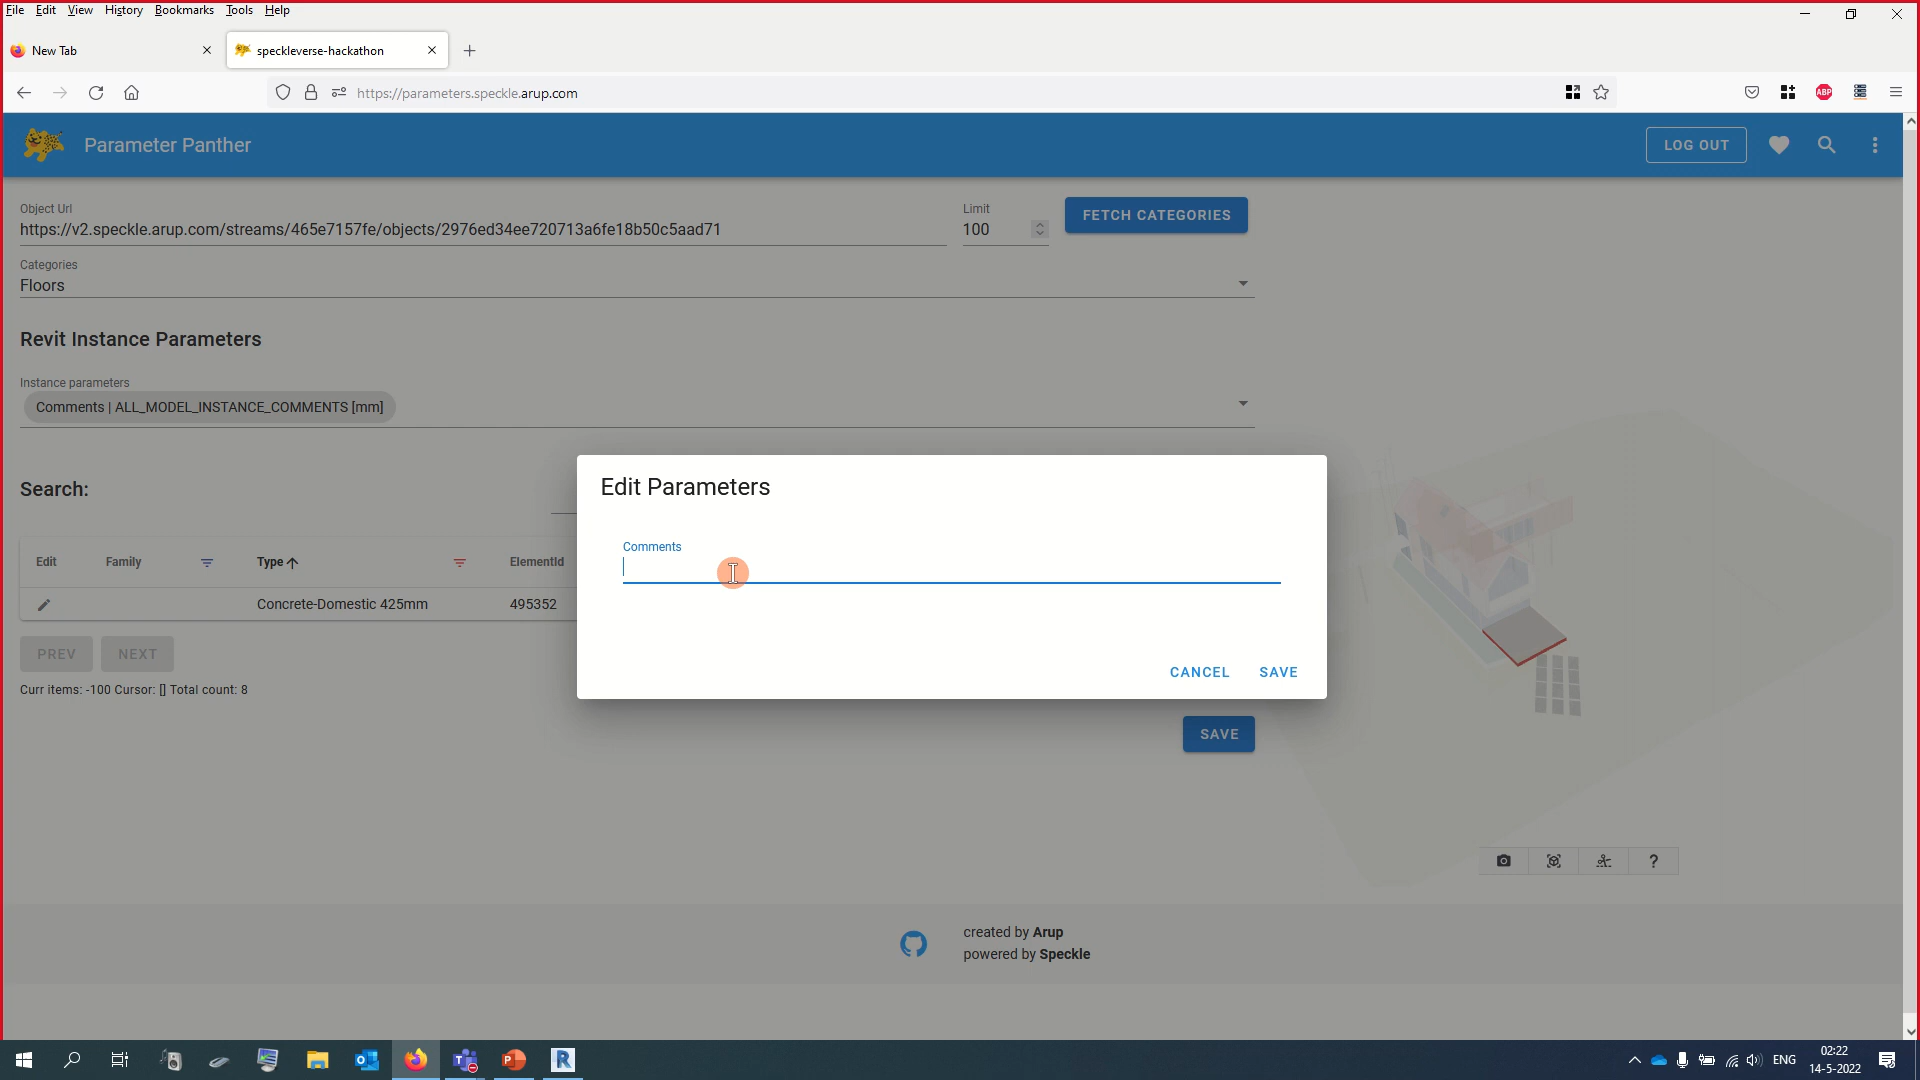 File Edit View History Bookmarks Tools Help
New Tab
speckleverse-hackathon
https://parameters.speckle.arup.com
ABP
Parameter Panther
LOG OUT
Object Url
https://v2.speckle.arup.com/streams/465e7157fe/objects/2976ed34ee720713a6fe18b50c5aad71
Limit
100
FETCH CATEGORIES
Categories
Floors
Revit Instance Parameters
Instance parameters
Comments | ALL_MODEL_INSTANCE_COMMENTS [mm]
Search:
Edit Family Type ElementId
Concrete-Domestic 425mm 495352
PREV NEXT
Curr items: -100 Cursor: [] Total count: 8
Edit Parameters
Comments
CANCEL SAVE
SAVE
?
created by Arup
powered by Speckle
ENG
02:22
14-5-2022